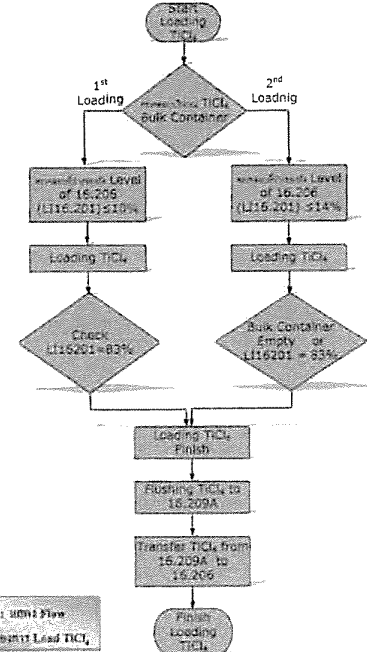 Start
Loading
TiCl₄
1st
Loading
2nd
Loadnig
TiCl₄
Bulk Container
Level
of 16.206
(LI16.201) ≤10%
Level
of 16.206
(LI16.201) ≤14%
Loading TiCl₄
Loading TiCl₄
Check
LI16201=83%
Bulk Container
Empty or
LI16201 = 83%
Loading TiCl₄
Finish
Flushing TiCl₄ to
16.209A
Transfer TiCl₄ from
16.209A to
16.206
Finish
Loading
TiCl₄
Flow
Load TiCl₄